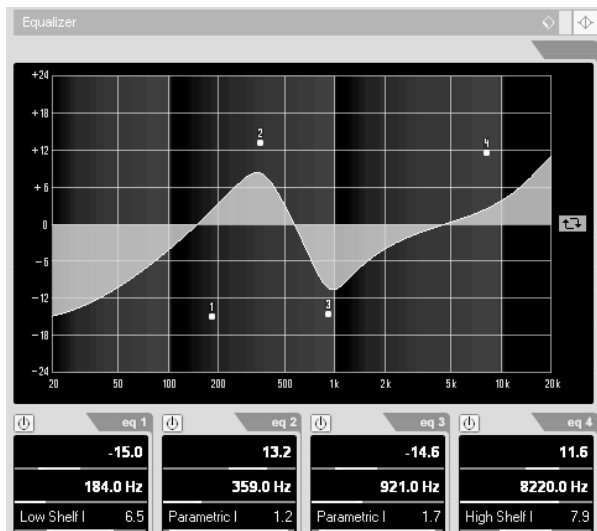 Equalizer
+24
+18
+12
+6
0
-6
-12
-18
-24
2
4
1
3
20 50 100 200 500 1k 2k 5k 10k 20k
eq 1 eq 2 eq 3 eq 4
-15.0 13.2 -14.6 11.6
184.0 Hz 359.0 Hz 921.0 Hz 8220.0 Hz
Low Shelf I 6.5 Parametric I 1.2 Parametric I 1.7 High Shelf I 7.9